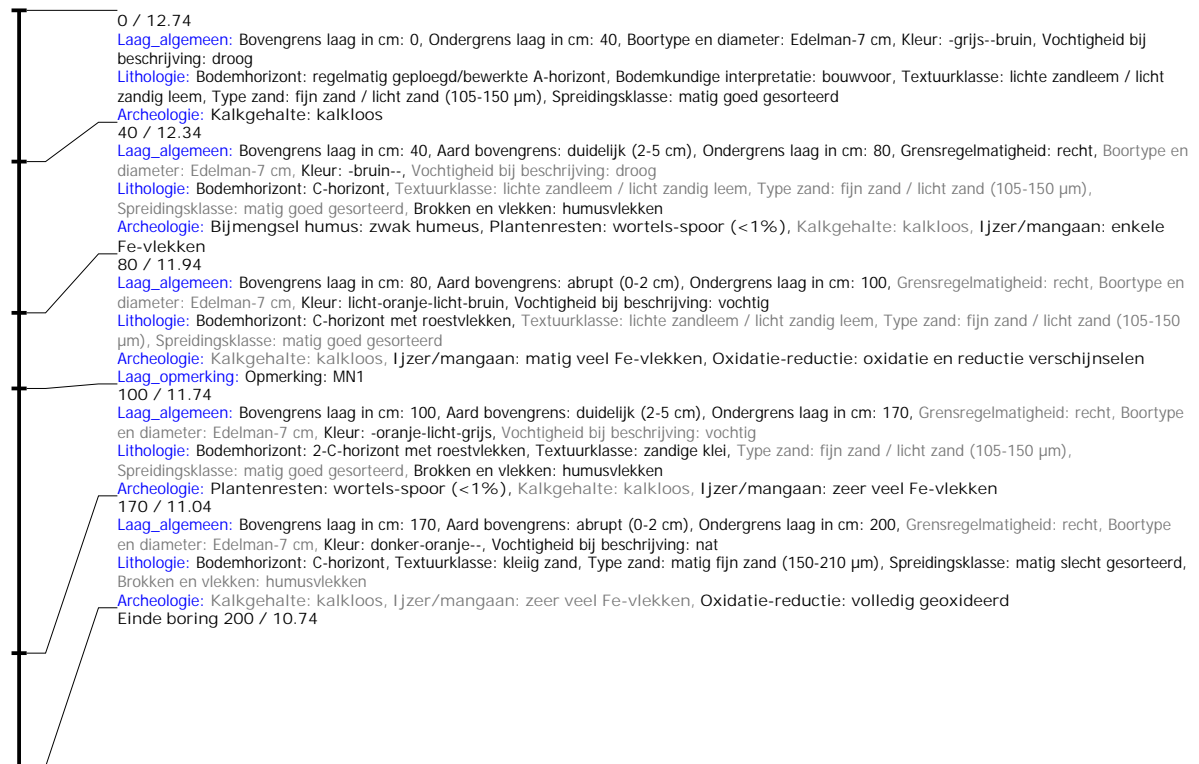 0 / 12.74
Laag_algemeen: Bovengrens laag in cm: 0, Ondergrens laag in cm: 40, Boortype en diameter: Edelman-7 cm, Kleur: -grijs--bruin, Vochtigheid bij
beschrijving: droog
Lithologie: Bodemhorizont: regelmatig geploegd/bewerkte A-horizont, Bodemkundige interpretatie: bouwvoor, Textuurklasse: lichte zandleem / licht
zandig leem, Type zand: fijn zand / licht zand (105-150 µm), Spreidingsklasse: matig goed gesorteerd
Archeologie: Kalkgehalte: kalkloos
40 / 12.34
Laag_algemeen: Bovengrens laag in cm: 40, Aard bovengrens: duidelijk (2-5 cm), Ondergrens laag in cm: 80, Grensregelmatigheid: recht, Boortype en
diameter: Edelman-7 cm, Kleur: -bruin--, Vochtigheid bij beschrijving: droog
Lithologie: Bodemhorizont: C-horizont, Textuurklasse: lichte zandleem / licht zandig leem, Type zand: fijn zand / licht zand (105-150 µm),
Spreidingsklasse: matig goed gesorteerd, Brokken en vlekken: humusvlekken
Archeologie: Bijmengsel humus: zwak humeus, Plantenresten: wortels-spoor (<1%), Kalkgehalte: kalkloos, Ijzer/mangaan: enkele
Fe-vlekken
80 / 11.94
Laag_algemeen: Bovengrens laag in cm: 80, Aard bovengrens: abrupt (0-2 cm), Ondergrens laag in cm: 100, Grensregelmatigheid: recht, Boortype en
diameter: Edelman-7 cm, Kleur: licht-oranje-licht-bruin, Vochtigheid bij beschrijving: vochtig
Lithologie: Bodemhorizont: C-horizont met roestvlekken, Textuurklasse: lichte zandleem / licht zandig leem, Type zand: fijn zand / licht zand (105-150
µm), Spreidingsklasse: matig goed gesorteerd
Archeologie: Kalkgehalte: kalkloos, Ijzer/mangaan: matig veel Fe-vlekken, Oxidatie-reductie: oxidatie en reductie verschijnselen
Laag_opmerking: Opmerking: MN1
100 / 11.74
Laag_algemeen: Bovengrens laag in cm: 100, Aard bovengrens: duidelijk (2-5 cm), Ondergrens laag in cm: 170, Grensregelmatigheid: recht, Boortype
en diameter: Edelman-7 cm, Kleur: -oranje-licht-grijs, Vochtigheid bij beschrijving: vochtig
Lithologie: Bodemhorizont: 2-C-horizont met roestvlekken, Textuurklasse: zandige klei, Type zand: fijn zand / licht zand (105-150 µm),
Spreidingsklasse: matig goed gesorteerd, Brokken en vlekken: humusvlekken
Archeologie: Plantenresten: wortels-spoor (<1%), Kalkgehalte: kalkloos, Ijzer/mangaan: zeer veel Fe-vlekken
170 / 11.04
Laag_algemeen: Bovengrens laag in cm: 170, Aard bovengrens: abrupt (0-2 cm), Ondergrens laag in cm: 200, Grensregelmatigheid: recht, Boortype
en diameter: Edelman-7 cm, Kleur: donker-oranje--, Vochtigheid bij beschrijving: nat
Lithologie: Bodemhorizont: C-horizont, Textuurklasse: kleiig zand, Type zand: matig fijn zand (150-210 µm), Spreidingsklasse: matig slecht gesorteerd,
Brokken en vlekken: humusvlekken
Archeologie: Kalkgehalte: kalkloos, Ijzer/mangaan: zeer veel Fe-vlekken, Oxidatie-reductie: volledig geoxideerd
Einde boring 200 / 10.74